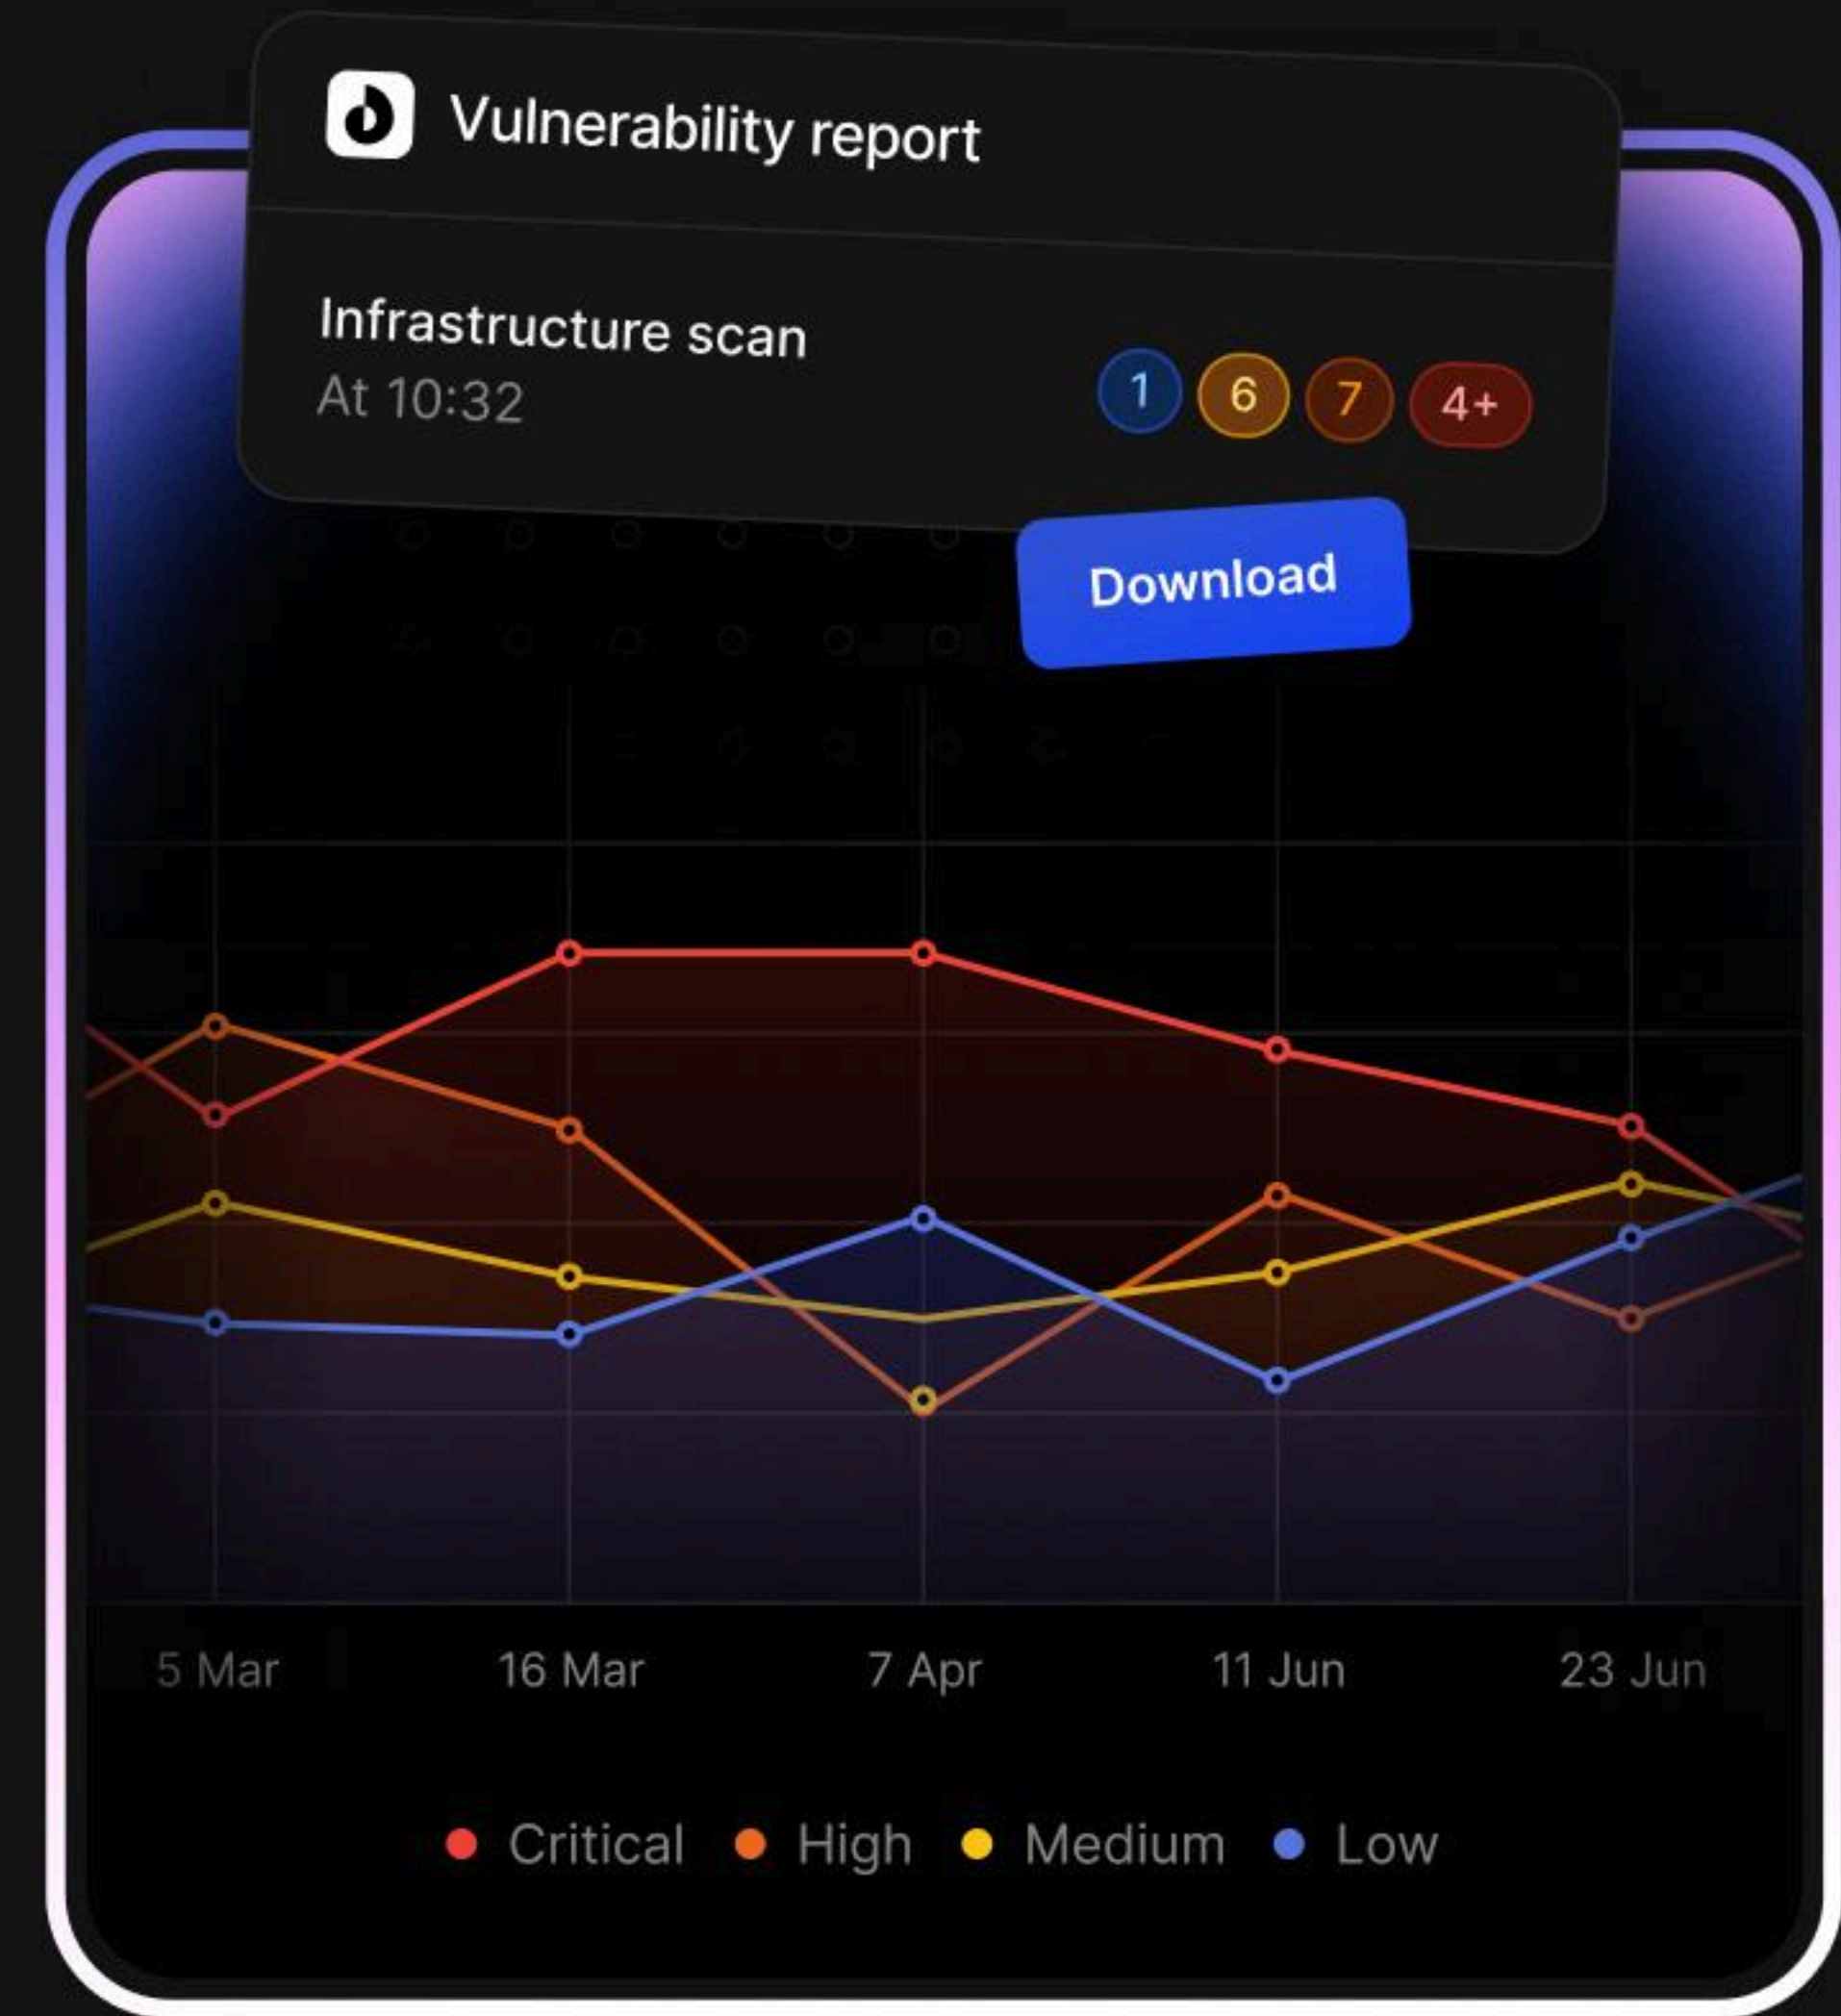 Vulnerability report
Infrastructure scan
At 10:32
1 6 7 4+
Download
5 Mar 16 Mar 7 Apr 11 Jun 23 Jun
Critical High Medium Low